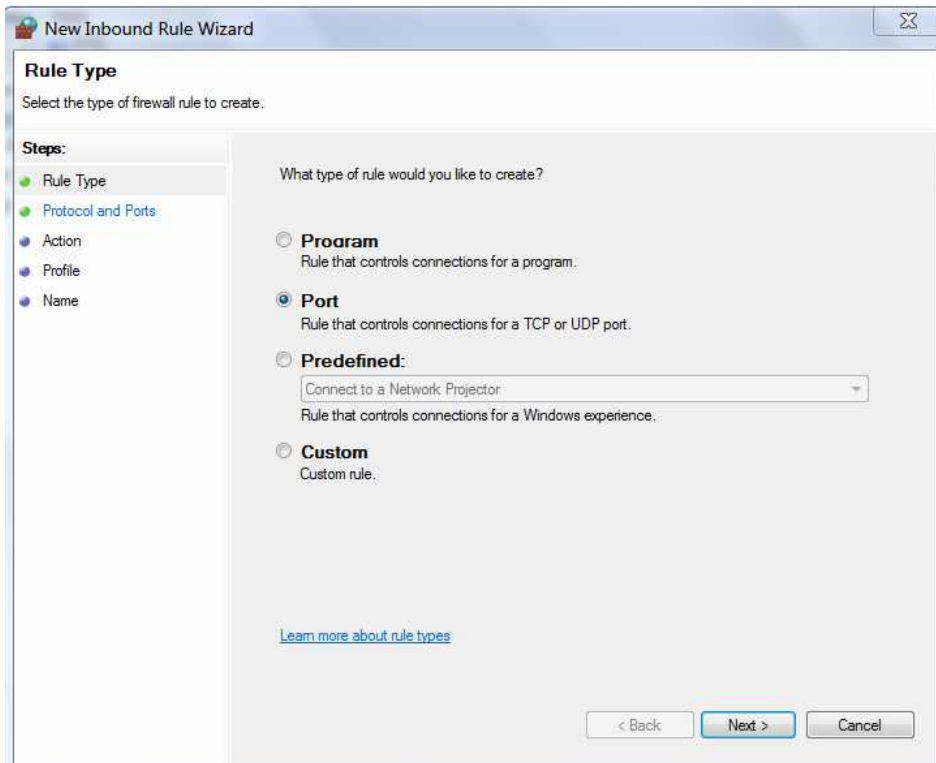 New Inbound Rule Wizard
Rule Type
Select the type of firewall rule to create.
Steps:
Rule Type
Protocol and Ports
Action
Profile
Name
What type of rule would you like to create?
Program
Rule that controls connections for a program.
Port
Rule that controls connections for a TCP or UDP port.
Predefined:
Connect to a Network Projector
Rule that controls connections for a Windows experience.
Custom
Custom rule.
Learn more about rule types
< Back
Next >
Cancel